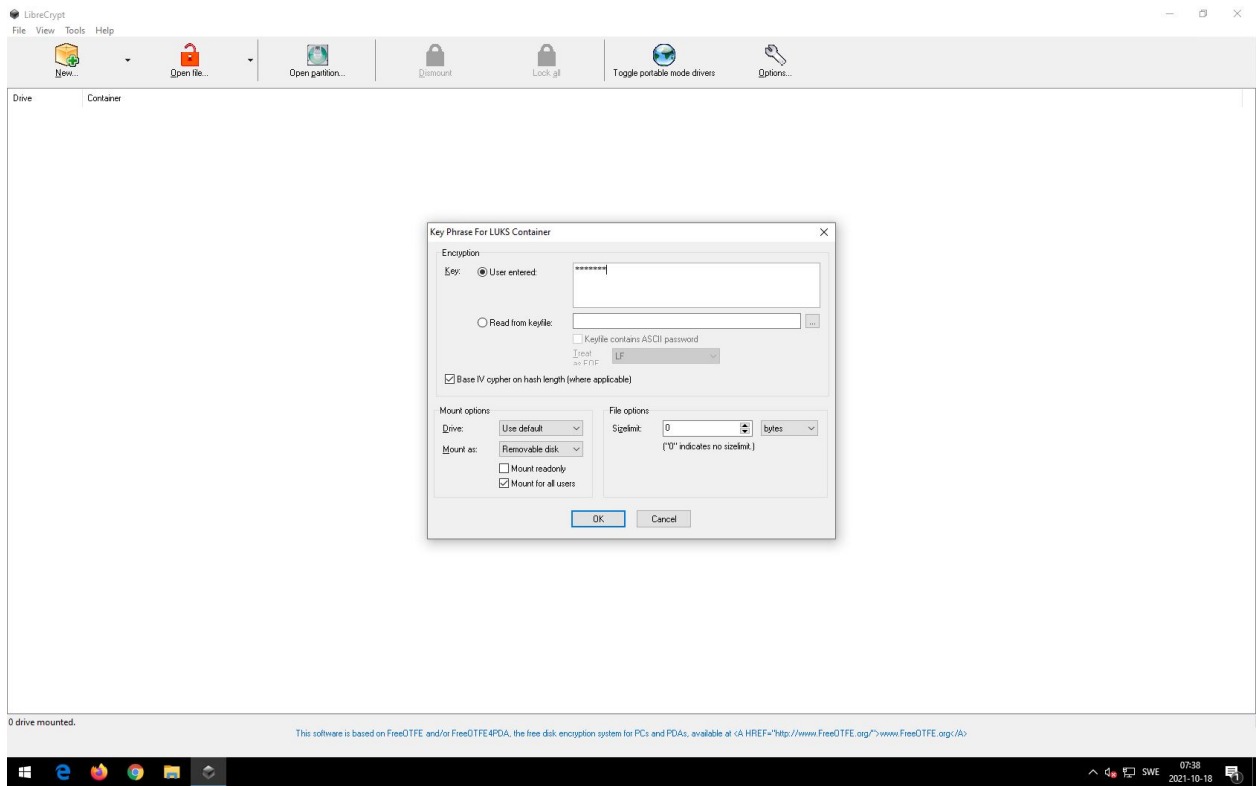 LibreCrypt
File View Tools Help
New... Open file... Open partition... Dismount Lock all Toggle portable mode drivers Options...
Drive Container
Key Phrase For LUKS Container
Encryption
Key: User entered: *******
Read from keyfile: ...
Keyfile contains ASCII password
Treat LF
as EOF
Base IV cypher on hash length (where applicable)
Mount options File options
Drive: Use default Sizelimit: 0 bytes
Mount as: Removable disk ("0" indicates no sizelimit.)
Mount readonly
Mount for all users
OK Cancel
0 drive mounted.
This software is based on FreeOTFE and/or FreeOTFE4PDA, the free disk encryption system for PCs and PDAs, available at <A HREF="http://www.FreeOTFE.org/">www.FreeOTFE.org</A>
SWE 07:38
2021-10-18
1